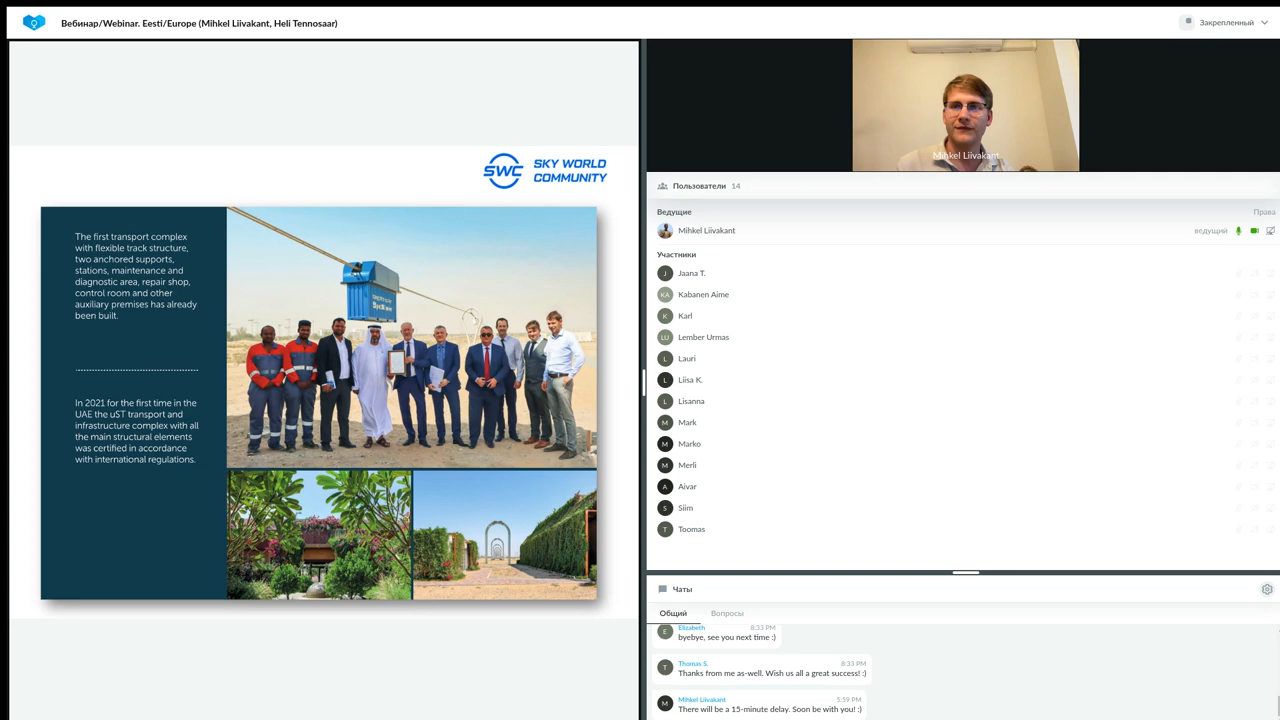 Вебинар/Webinar. Eesti/Europe (Mihkel Liivakant, Heli Tennosaar)
Закрепленный
SWC SKY WORLD
COMMUNITY
The first transport complex
with flexible track structure,
two anchored supports,
stations, maintenance and
diagnostic area, repair shop,
control room and other
auxiliary premises has already
been built.
In 2021 for the first time in the
UAE the uST transport and
infrastructure complex with all
the main structural elements
was certified in accordance
with international regulations.
Mihkel Liivakant
Пользователи 14
Ведущие Права
Mihkel Liivakant ведущий
Участники
J Jaana T.
KA Kabanen Aime
K Karl
LU Lember Urmas
L Lauri
L Liisa K.
L Lisanna
M Mark
M Marko
M Merli
A Aivar
S Siim
T Toomas
Чаты
Общий Вопросы
E Elizabeth 8:33 PM
byebye, see you next time :)
T Thomas S. 8:33 PM
Thanks from me as-well. Wish us all a great success! :)
M Mihkel Liivakant 5:59 PM
There will be a 15-minute delay. Soon be with you! :)